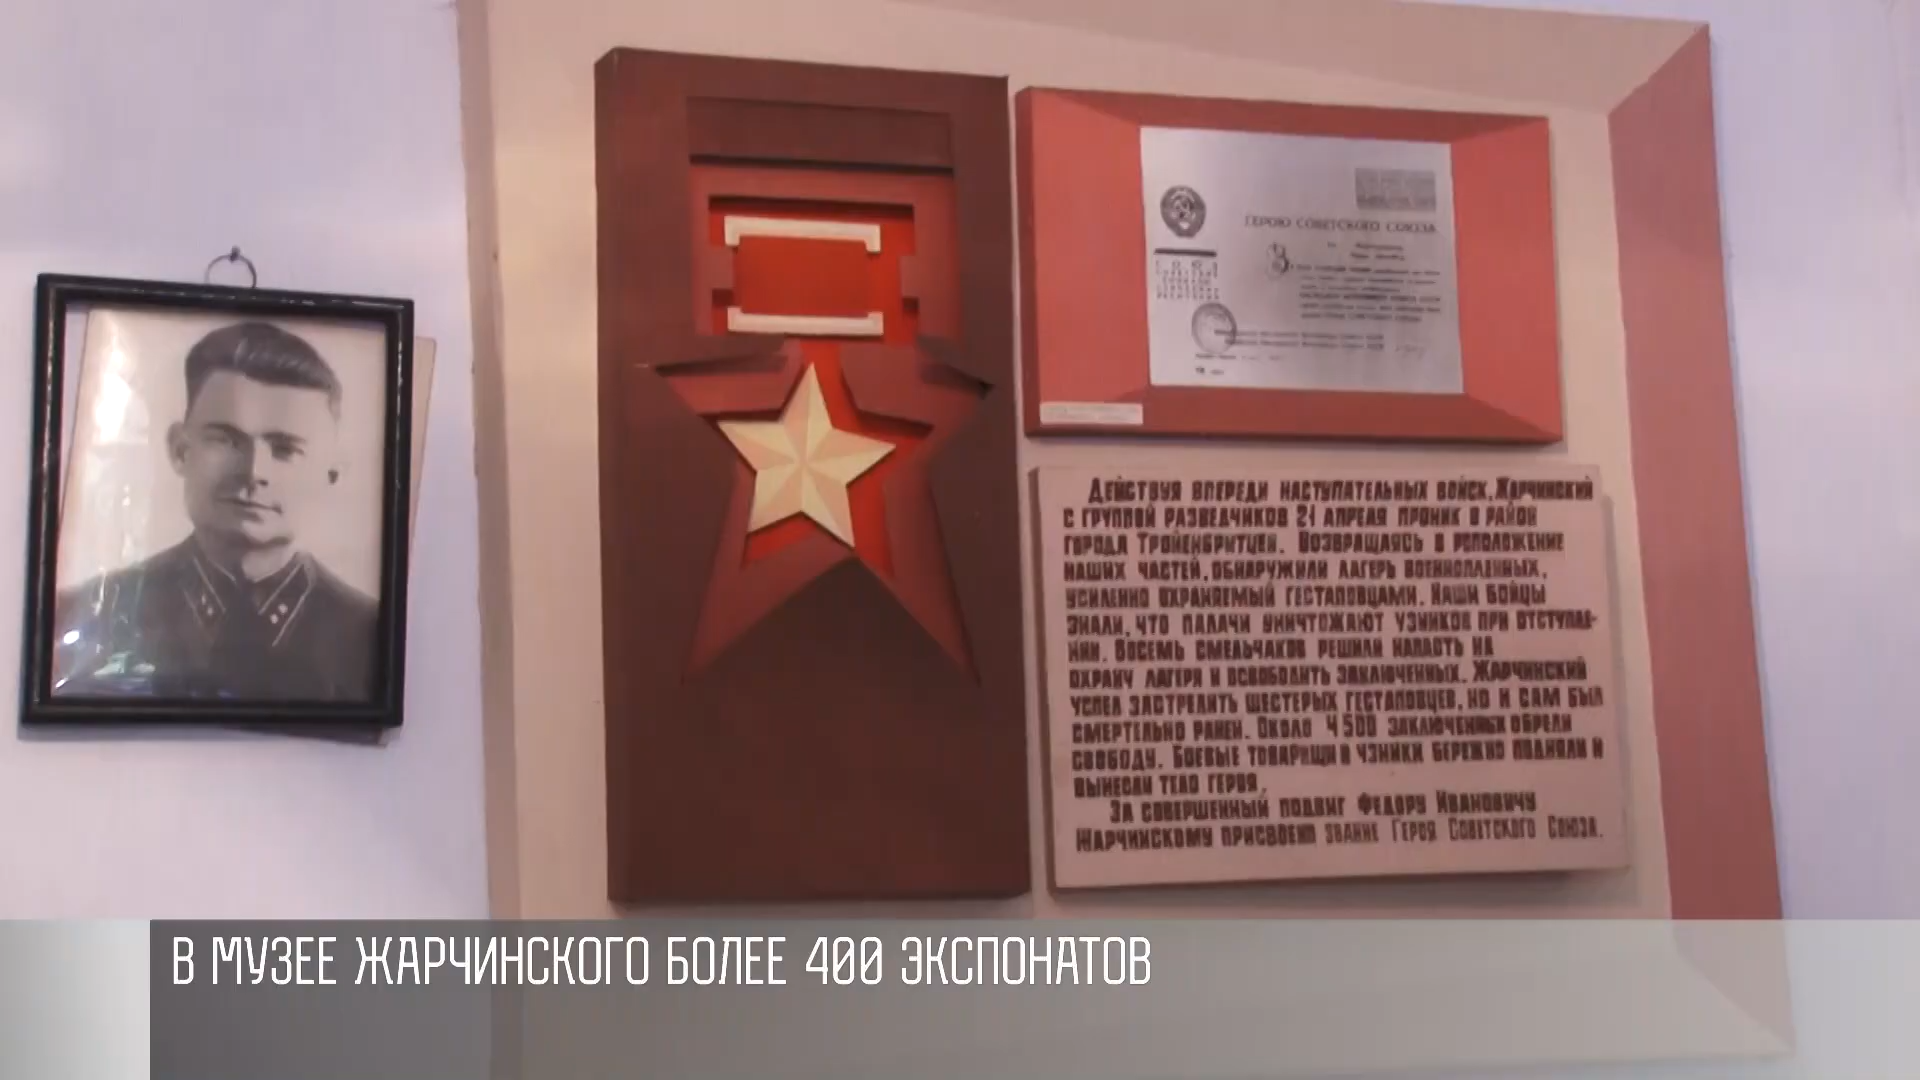 ГЕРОЮ СОВЕТСКОГО СОЮЗА
Действуя впереди наступательных войск, Жарчинский
с группой разведчиков 21 апреля проник в район
города Тройенбритцен. Возвращаясь в роположение
наших частей, обнаружили лагерь военнопленных,
усиленно охраняемый гестаповцами. Наши бойцы
знали, что палачи уничтожают узников при отступле-
нии. Восемь смельчаков решили напасть на
охрану лагеря и освободить заключенных. Жарчинский
успел застрелить шестерых гестаповцев, но и сам был
смертельно ранен. Около 4500 заключенных обрели
свободу. Боевые товарищи и узники бережно подняли и
вынесли тело героя.
За совершенный подвиг Федору Ивановичу
Жарчинскому присвоено звание Героя Советского Союза.
В МУЗЕЕ ЖАРЧИНСКОГО БОЛЕЕ 400 ЭКСПОНАТОВ